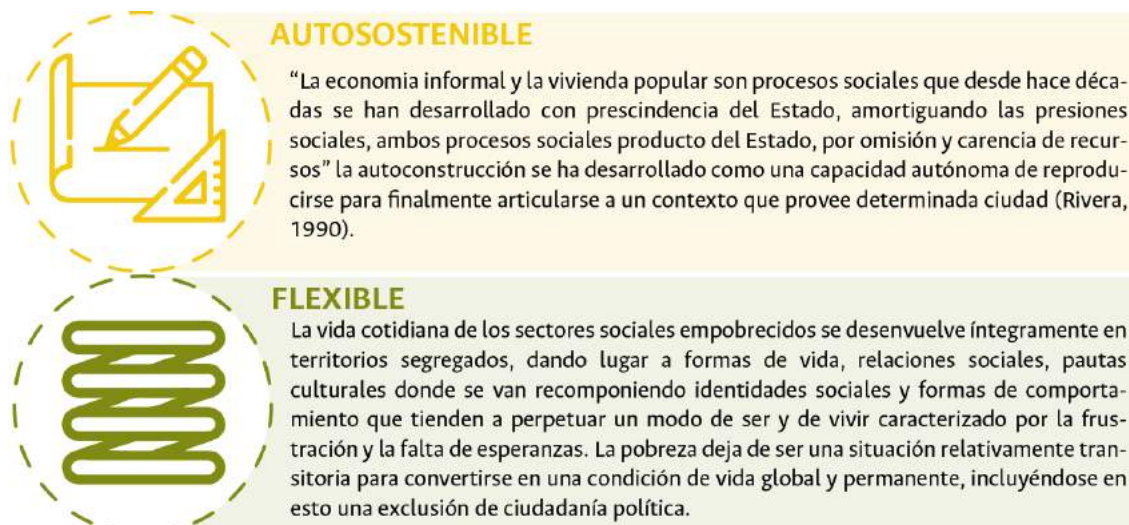 AUTOSOSTENIBLE
“La economia informal y la vivienda popular son procesos sociales que desde hace déca-
das se han desarrollado con prescindencia del Estado, amortiguando las presiones
sociales, ambos procesos sociales producto del Estado, por omisión y carencia de recur-
sos” la autoconstrucción se ha desarrollado como una capacidad autónoma de reprodu-
cirse para finalmente articularse a un contexto que provee determinada ciudad (Rivera,
1990).
FLEXIBLE
La vida cotidiana de los sectores sociales empobrecidos se desenvuelve íntegramente en
territorios segregados, dando lugar a formas de vida, relaciones sociales, pautas
culturales donde se van recomponiendo identidades sociales y formas de comporta-
miento que tienden a perpetuar un modo de ser y de vivir caracterizado por la frus-
tración y la falta de esperanzas. La pobreza deja de ser una situación relativamente tran-
sitoria para convertirse en una condición de vida global y permanente, incluyéndose en
esto una exclusión de ciudadanía política.